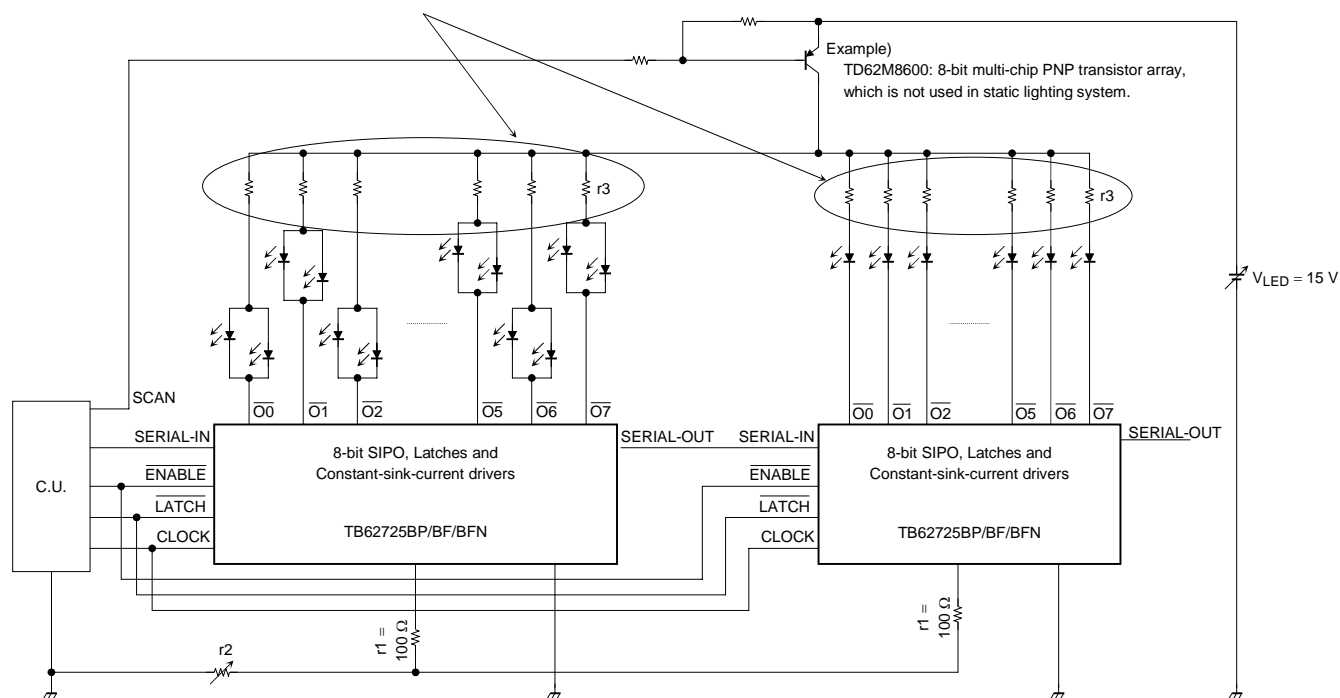 Example)
TD62M8600: 8-bit multi-chip PNP transistor array,
which is not used in static lighting system.
r3
r3
V_LED = 15 V
SCAN
O0 O1 O2 O5 O6 O7
O0 O1 O2 O5 O6 O7
C.U.
SERIAL-IN
ENABLE
LATCH
CLOCK
8-bit SIPO, Latches and
Constant-sink-current drivers
TB62725BP/BF/BFN
SERIAL-OUT
SERIAL-IN
ENABLE
LATCH
CLOCK
8-bit SIPO, Latches and
Constant-sink-current drivers
TB62725BP/BF/BFN
SERIAL-OUT
r1 =
100 Ω
r1 =
100 Ω
r2